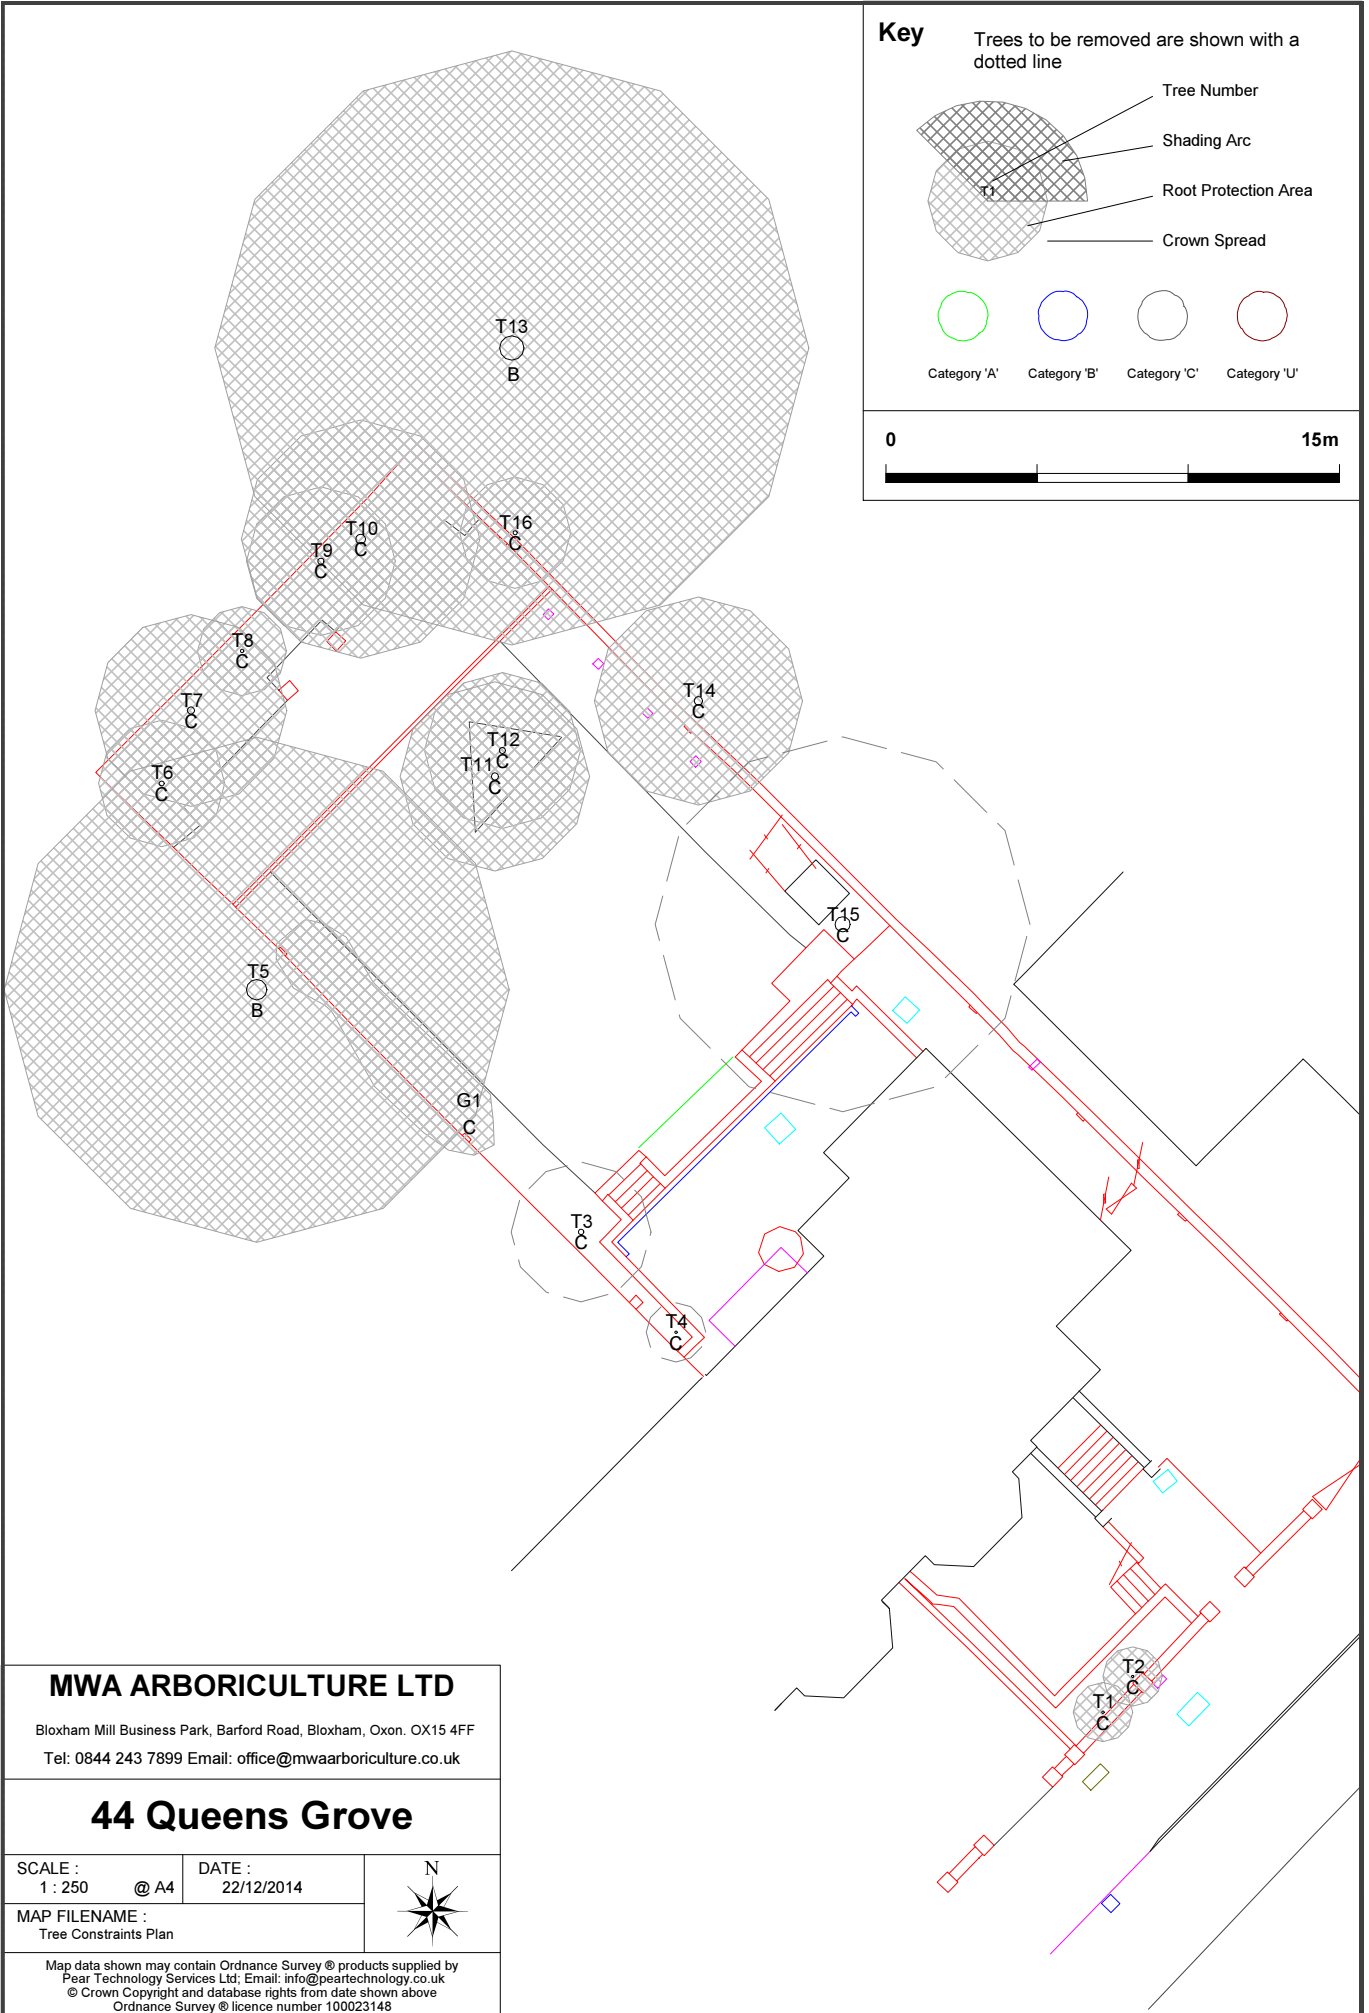 Key
Trees to be removed are shown with a
dotted line
Tree Number
Shading Arc
T1
Root Protection Area
Crown Spread
Category 'A'
Category 'B'
Category 'C'
Category 'U'
0
15m
T13
B
T16
C
T10
C
T9
C
T8
C
T7
C
T6
C
T14
C
T12
C
T11
C
T15
C
T5
B
G1
C
T3
C
T4
C
T2
C
T1
C
MWA ARBORICULTURE LTD
Bloxham Mill Business Park, Barford Road, Bloxham, Oxon. OX15 4FF
Tel: 0844 243 7899 Email: office@mwaarboriculture.co.uk
44 Queens Grove
SCALE :
1 : 250 @ A4
DATE :
22/12/2014
N
MAP FILENAME :
Tree Constraints Plan
Map data shown may contain Ordnance Survey ® products supplied by
Pear Technology Services Ltd; Email: info@peartechnology.co.uk
© Crown Copyright and database rights from date shown above
Ordnance Survey ® licence number 100023148